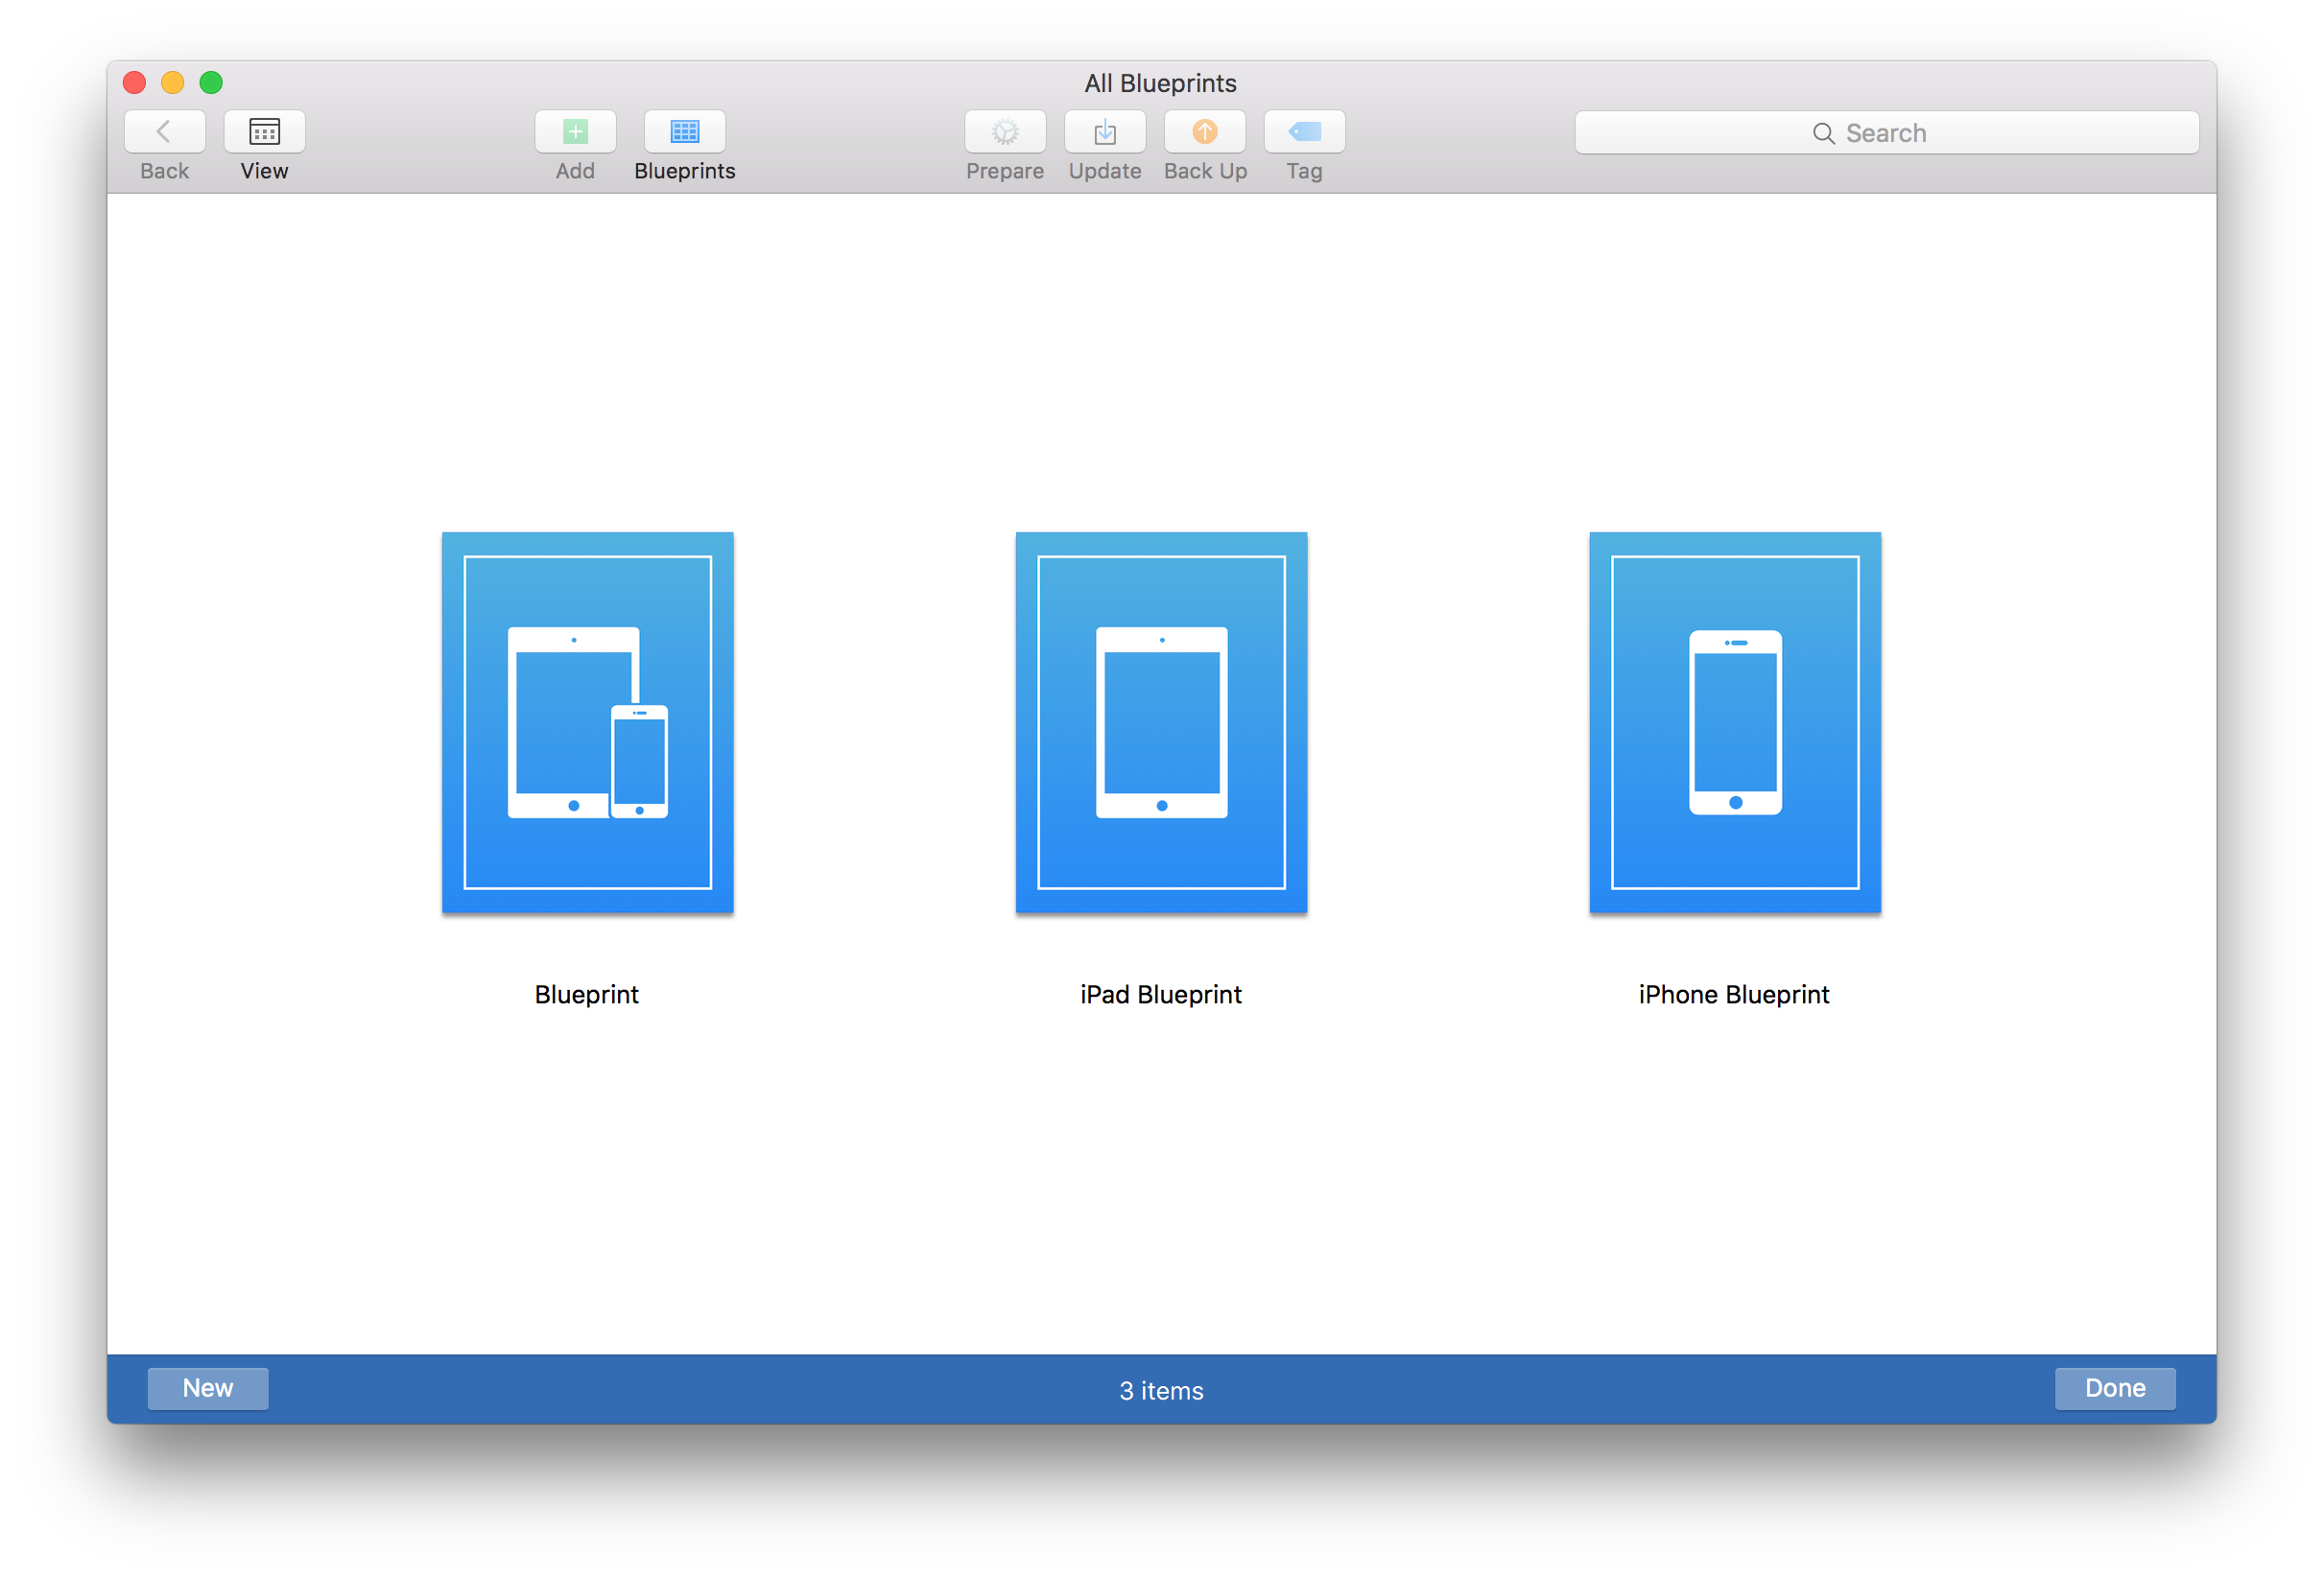 All Blueprints
Search
Back View Add Blueprints Prepare Update Back Up Tag
Blueprint iPad Blueprint iPhone Blueprint
New 3 items Done